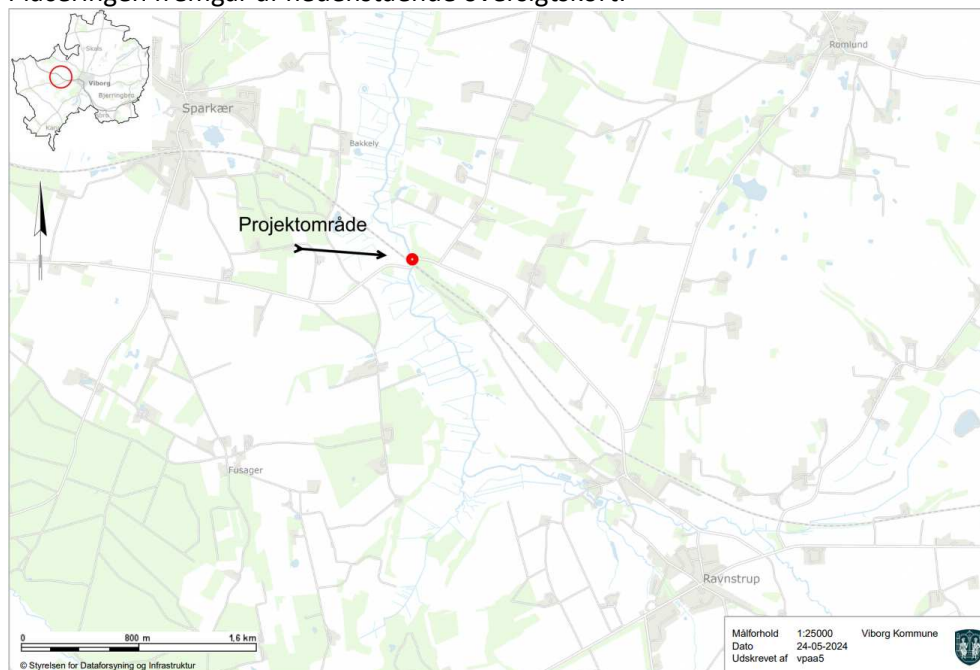 Placeringen fremgår af nedenstående oversigtskort.
Skals
Viborg
Bjerringbro
Sparkær
Romlund
Bakkely
Projektområde
Fusager
Ravnstrup
0 800 m 1,6 km
© Styrelsen for Dataforsyning og Infrastruktur
Målforhold 1:25000 Viborg Kommune
Dato 24-05-2024
Udskrevet af vpaa5